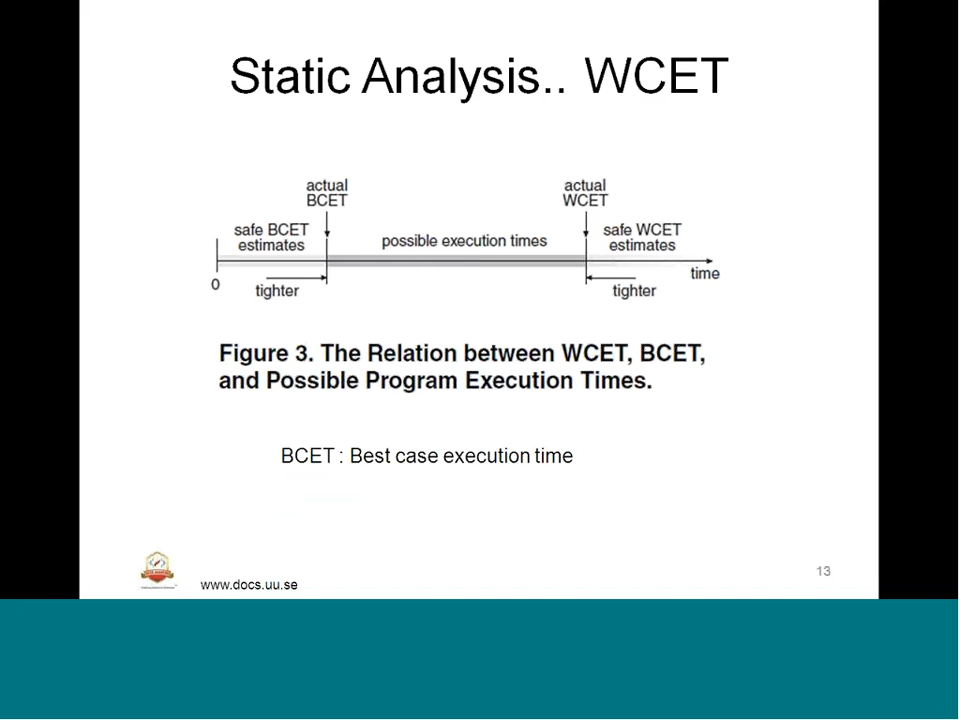 Static Analysis.. WCET
actual
BCET
actual
WCET
safe BCET
estimates
possible execution times
safe WCET
estimates
0
tighter
tighter
time
Figure 3. The Relation between WCET, BCET,
and Possible Program Execution Times.
BCET : Best case execution time
www.docs.uu.se
13